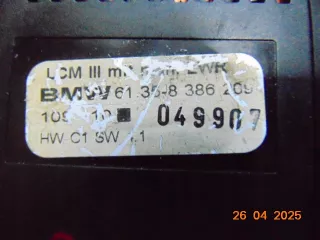 LCM III
BMW 61.35-8 386 209
049907
HW C1 SW
26 04 2025